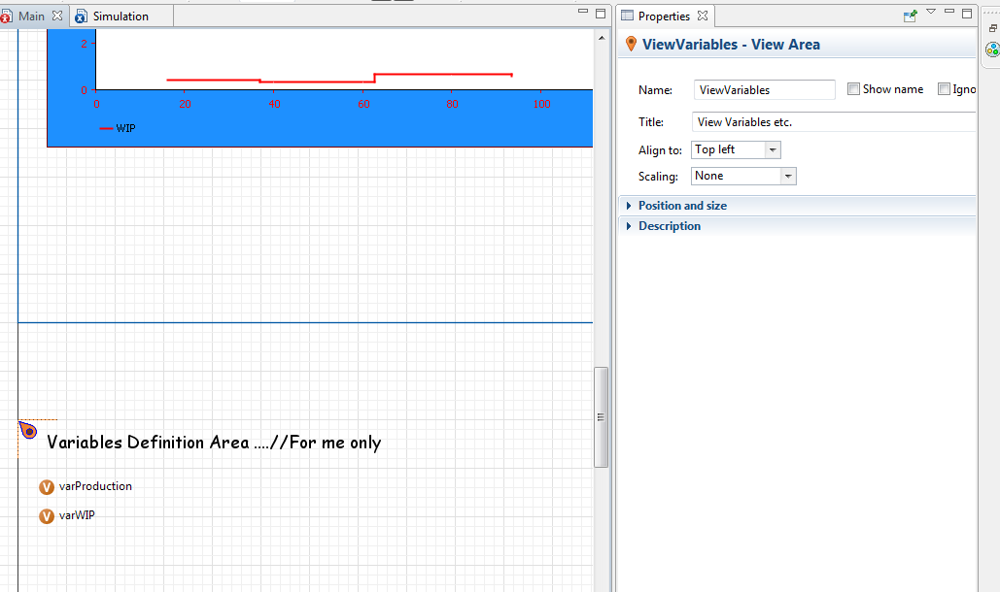 Main
Simulation
2
0
0
20
40
60
80
100
WIP
Variables Definition Area ....//For me only
V varProduction
V varWIP
Properties
ViewVariables - View Area
Name: ViewVariables Show name Igno
Title: View Variables etc.
Align to: Top left
Scaling: None
Position and size
Description